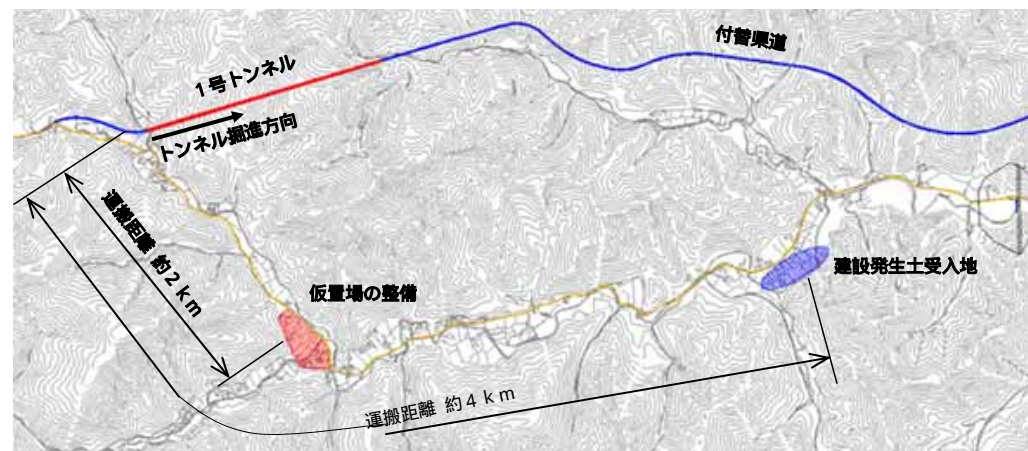 付替県道
１号トンネル
トンネル掘進方向
運搬距離 約２ｋｍ
仮置場の整備
建設発生土受入地
運搬距離 約４ｋｍ